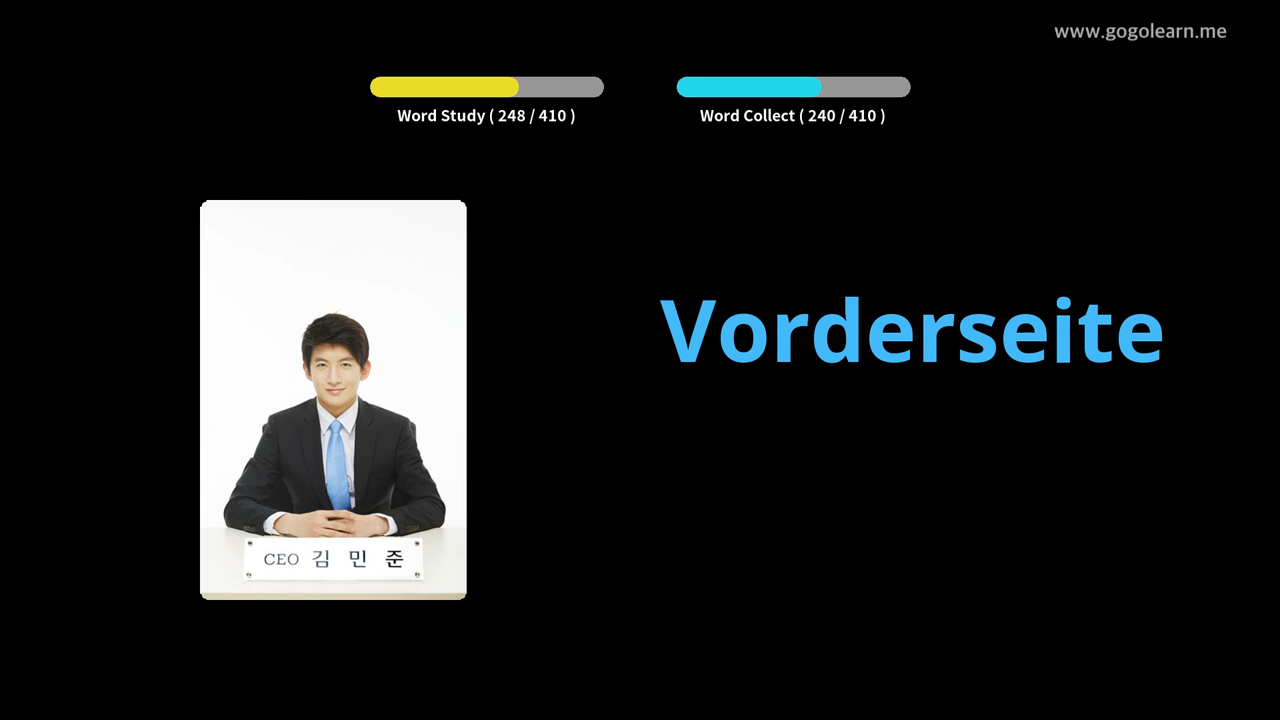 www.gogolearn.me
Word Study ( 248 / 410 )
Word Collect ( 240 / 410 )
Vorderseite
CEO 김 민 준